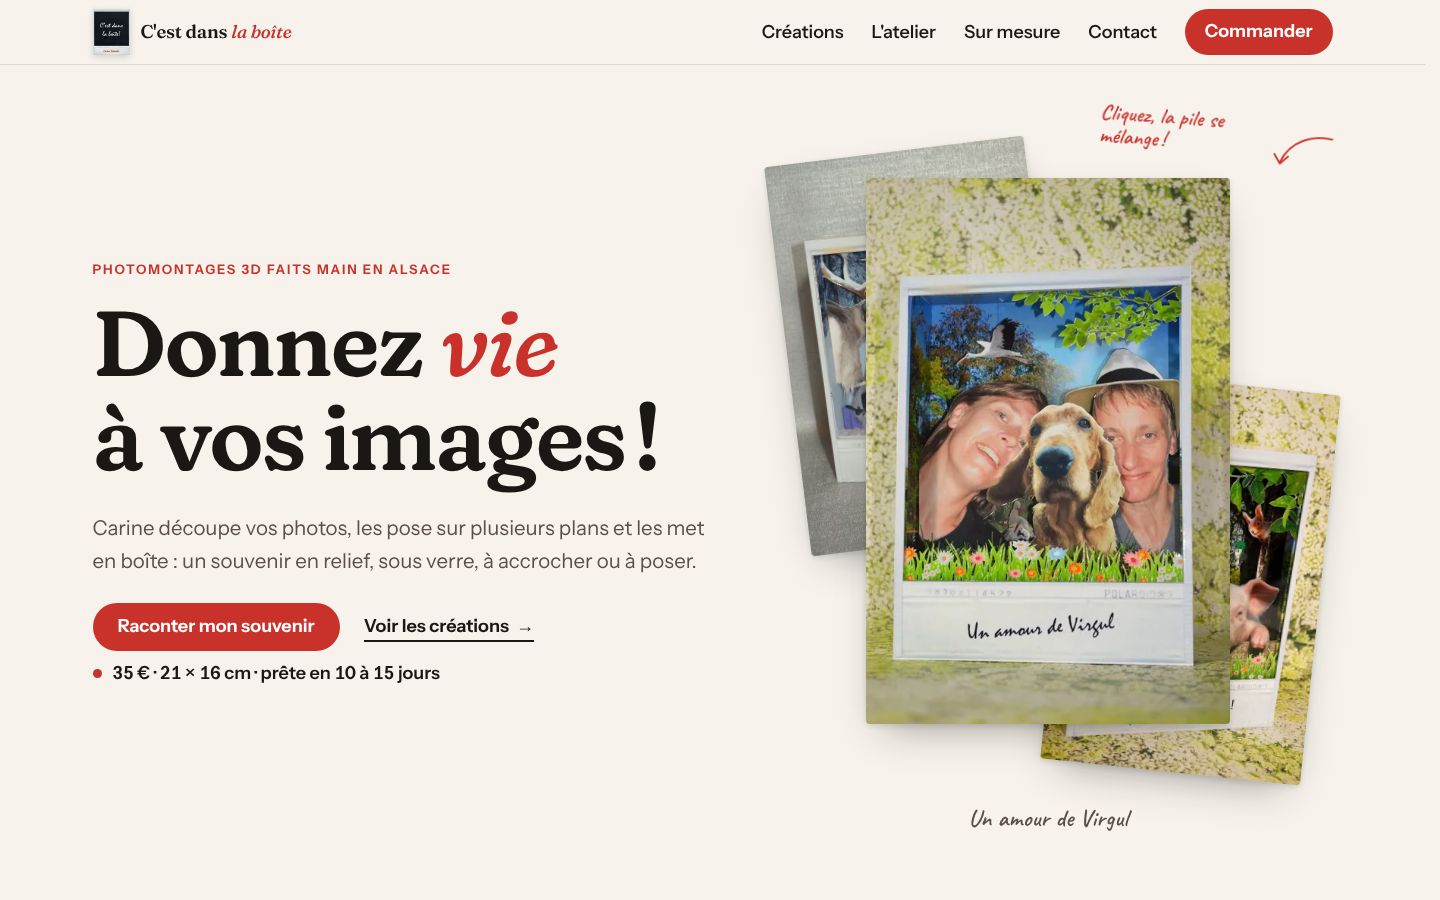 C'est dans la boîte
Créations
L'atelier
Sur mesure
Contact
Commander
Cliquez, la pile se
mélange !
PHOTOMONTAGES 3D FAITS MAIN EN ALSACE
Donnez vie
à vos images !
Carine découpe vos photos, les pose sur plusieurs plans et les met
en boîte : un souvenir en relief, sous verre, à accrocher ou à poser.
Raconter mon souvenir
Voir les créations →
35 € · 21 × 16 cm · prête en 10 à 15 jours
POLAROID
Un amour de Virgul
Un amour de Virgul